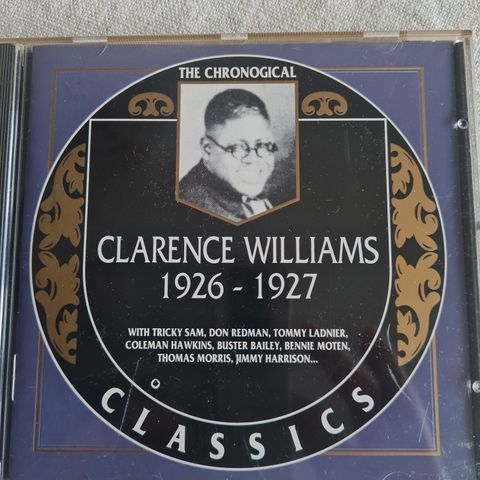 THE CHRONOGICAL
CLARENCE WILLIAMS
1926 - 1927
WITH TRICKY SAM, DON REDMAN, TOMMY LADNIER,
COLEMAN HAWKINS, BUSTER BAILEY, BENNIE MOTEN,
THOMAS MORRIS, JIMMY HARRISON...
CLASSICS